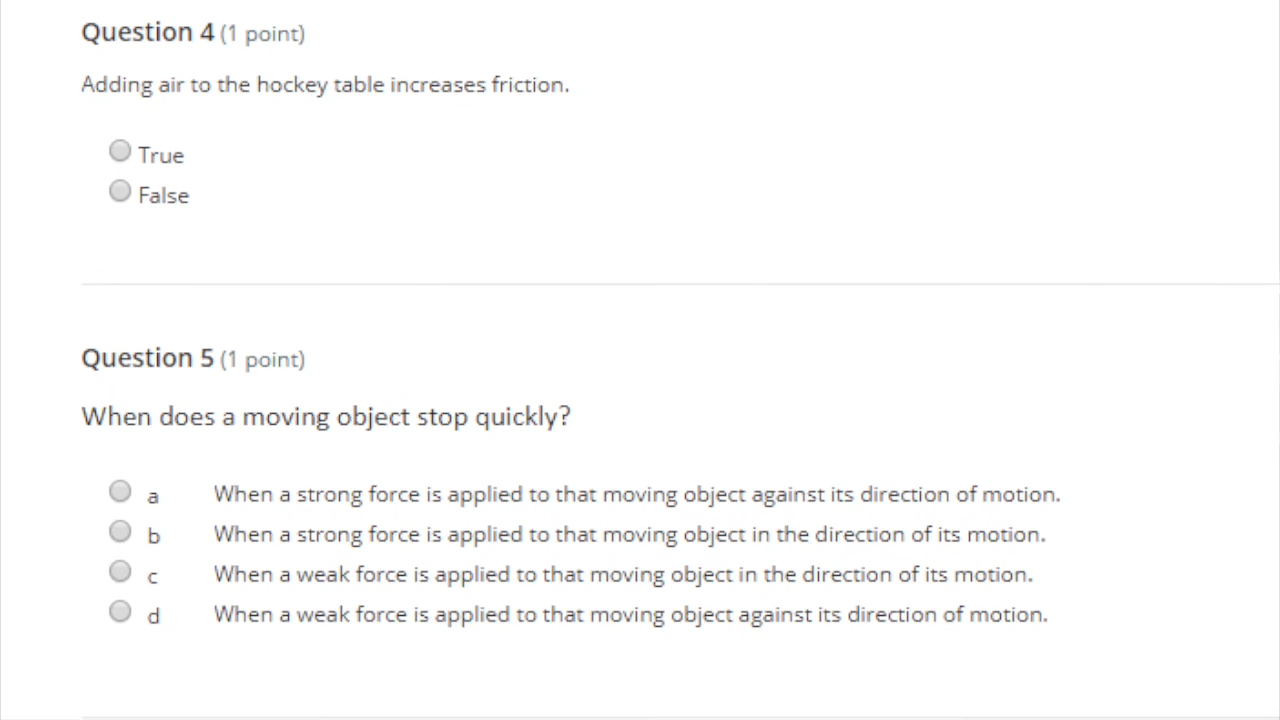 Question 4 (1 point)
Adding air to the hockey table increases friction.
True
False
Question 5 (1 point)
When does a moving object stop quickly?
a When a strong force is applied to that moving object against its direction of motion.
b When a strong force is applied to that moving object in the direction of its motion.
c When a weak force is applied to that moving object in the direction of its motion.
d When a weak force is applied to that moving object against its direction of motion.